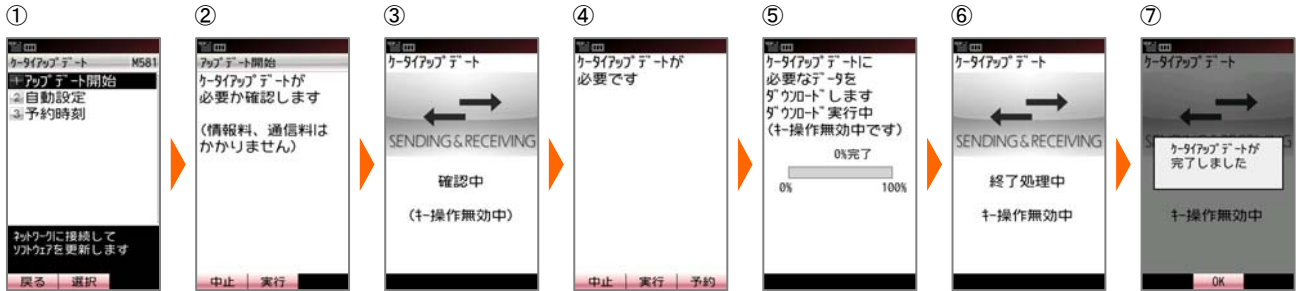 ①
ｹｰﾀｲｱｯﾌﾟﾃﾞｰﾄ M581
1 ｱｯﾌﾟﾃﾞｰﾄ開始
2 自動設定
3 予約時刻
ﾈｯﾄﾜｰｸに接続して
ｿﾌﾄｳｪｱを更新します
戻る 選択
②
ｱｯﾌﾟﾃﾞｰﾄ開始
ｹｰﾀｲｱｯﾌﾟﾃﾞｰﾄが
必要か確認します
(情報料、通信料は
かかりません)
中止 実行
③
ｹｰﾀｲｱｯﾌﾟﾃﾞｰﾄ
SENDING & RECEIVING
確認中
(ｷｰ操作無効中)
④
ｹｰﾀｲｱｯﾌﾟﾃﾞｰﾄが
必要です
中止 実行 予約
⑤
ｹｰﾀｲｱｯﾌﾟﾃﾞｰﾄに
必要なﾃﾞｰﾀを
ﾀﾞｳﾝﾛｰﾄﾞします
ﾀﾞｳﾝﾛｰﾄﾞ実行中
(ｷｰ操作無効中です)
0%完了
0% 100%
⑥
ｹｰﾀｲｱｯﾌﾟﾃﾞｰﾄ
SENDING & RECEIVING
終了処理中
ｷｰ操作無効中
⑦
ｹｰﾀｲｱｯﾌﾟﾃﾞｰﾄ
ｹｰﾀｲｱｯﾌﾟﾃﾞｰﾄが
完了しました
ｷｰ操作無効中
OK